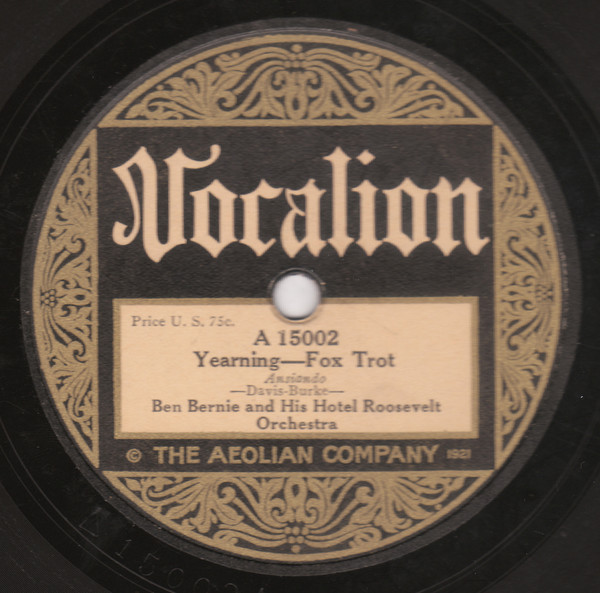 Vocalion
Price U. S. 75c.
A 15002
Yearning—Fox Trot
Ansiando
—Davis-Burke—
Ben Bernie and His Hotel Roosevelt
Orchestra
© THE AEOLIAN COMPANY 1921